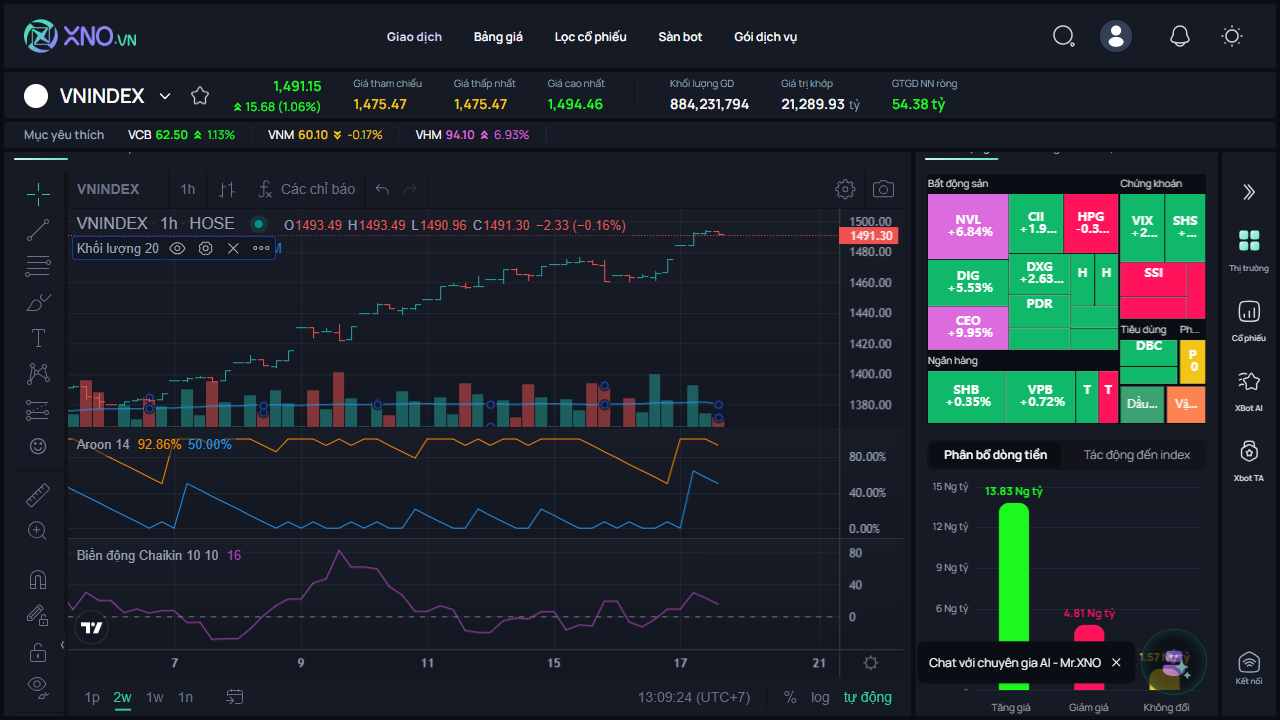 XNO.VN
Giao dịch
Bảng giá
Lọc cổ phiếu
Sàn bot
Gói dịch vụ
VNINDEX
1,491.15
15.68 (1.06%)
Giá tham chiếu
1,475.47
Giá thấp nhất
1,475.47
Giá cao nhất
1,494.46
Khối lượng GD
884,231,794
Giá trị khớp
21,289.93 tỷ
GTGD NN ròng
54.38 tỷ
Mục yêu thích
VCB 62.50 1.13%
VNM 60.10 -0.17%
VHM 94.10 6.93%
VNINDEX
1h
Các chỉ báo
VNINDEX · 1h · HOSE
O1493.49 H1493.49 L1490.96 C1491.30 −2.33 (−0.16%)
Khối lượng 20
1500.00
1491.30
1480.00
1460.00
1440.00
1420.00
1400.00
1380.00
Aroon 14 92.86% 50.00%
80.00%
40.00%
0.00%
Biến động Chaikin 10 10 16
80
40
0
7
9
11
15
17
21
1p
2w
1w
1n
13:09:24 (UTC+7)
%
log
tự động
Bất động sản
NVL
+6.84%
DIG
+5.53%
CEO
+9.95%
CII
+1.9...
HPG
-0.3...
DXG
+2.63...
H
H
PDR
Chứng khoán
VIX
+2...
SHS
+...
SSI
Tiêu dùng
Ph...
DBC
P
0
Dầu...
Vậ...
Ngân hàng
SHB
+0.35%
VPB
+0.72%
T
T
Phân bổ dòng tiền
Tác động đến index
15 Ng tỷ
12 Ng tỷ
9 Ng tỷ
6 Ng tỷ
13.83 Ng tỷ
4.81 Ng tỷ
1.57 Ng tỷ
Tăng giá
Giảm giá
Không đổi
Chat với chuyên gia AI - Mr.XNO
Thị trường
Cổ phiếu
XBot AI
Xbot TA
Kết nối